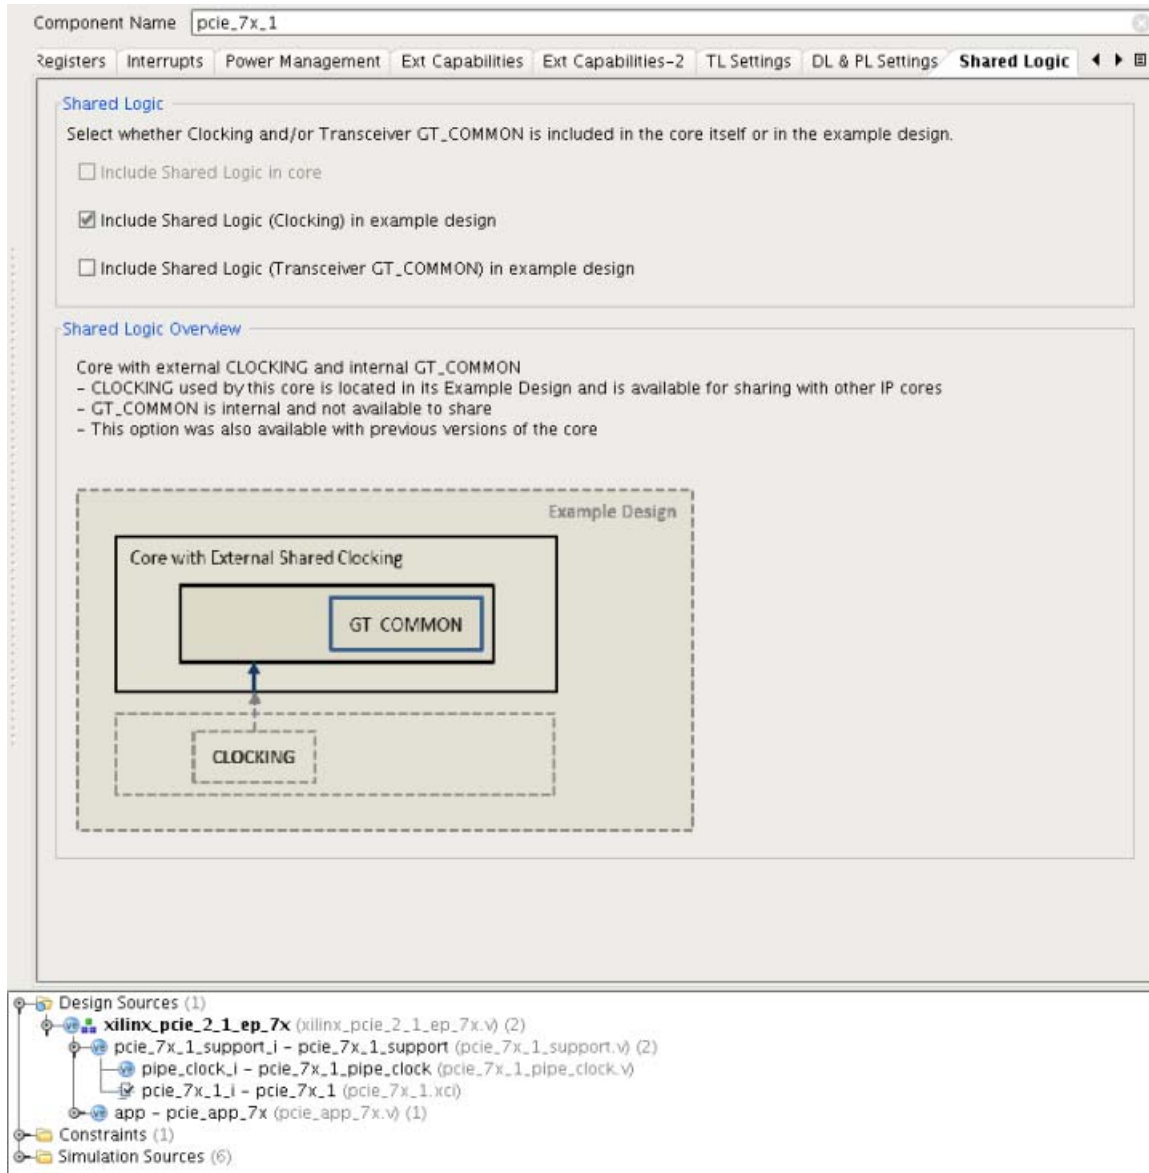 Component Name pcie_7x_1
Registers Interrupts Power Management Ext Capabilities Ext Capabilities-2 TL Settings DL & PL Settings Shared Logic
Shared Logic
Select whether Clocking and/or Transceiver GT_COMMON is included in the core itself or in the example design.
Include Shared Logic in core
Include Shared Logic (Clocking) in example design
Include Shared Logic (Transceiver GT_COMMON) in example design
Shared Logic Overview
Core with external CLOCKING and internal GT_COMMON
- CLOCKING used by this core is located in its Example Design and is available for sharing with other IP cores
- GT_COMMON is internal and not available to share
- This option was also available with previous versions of the core
Example Design
Core with External Shared Clocking
GT COMMON
CLOCKING
Design Sources (1)
xilinx_pcie_2_1_ep_7x (xilinx_pcie_2_1_ep_7x.v) (2)
pcie_7x_1_support_i - pcie_7x_1_support (pcie_7x_1_support.v) (2)
pipe_clock_i - pcie_7x_1_pipe_clock (pcie_7x_1_pipe_clock.v)
pcie_7x_1_i - pcie_7x_1 (pcie_7x_1.xci)
app - pcie_app_7x (pcie_app_7x.v) (1)
Constraints (1)
Simulation Sources (6)